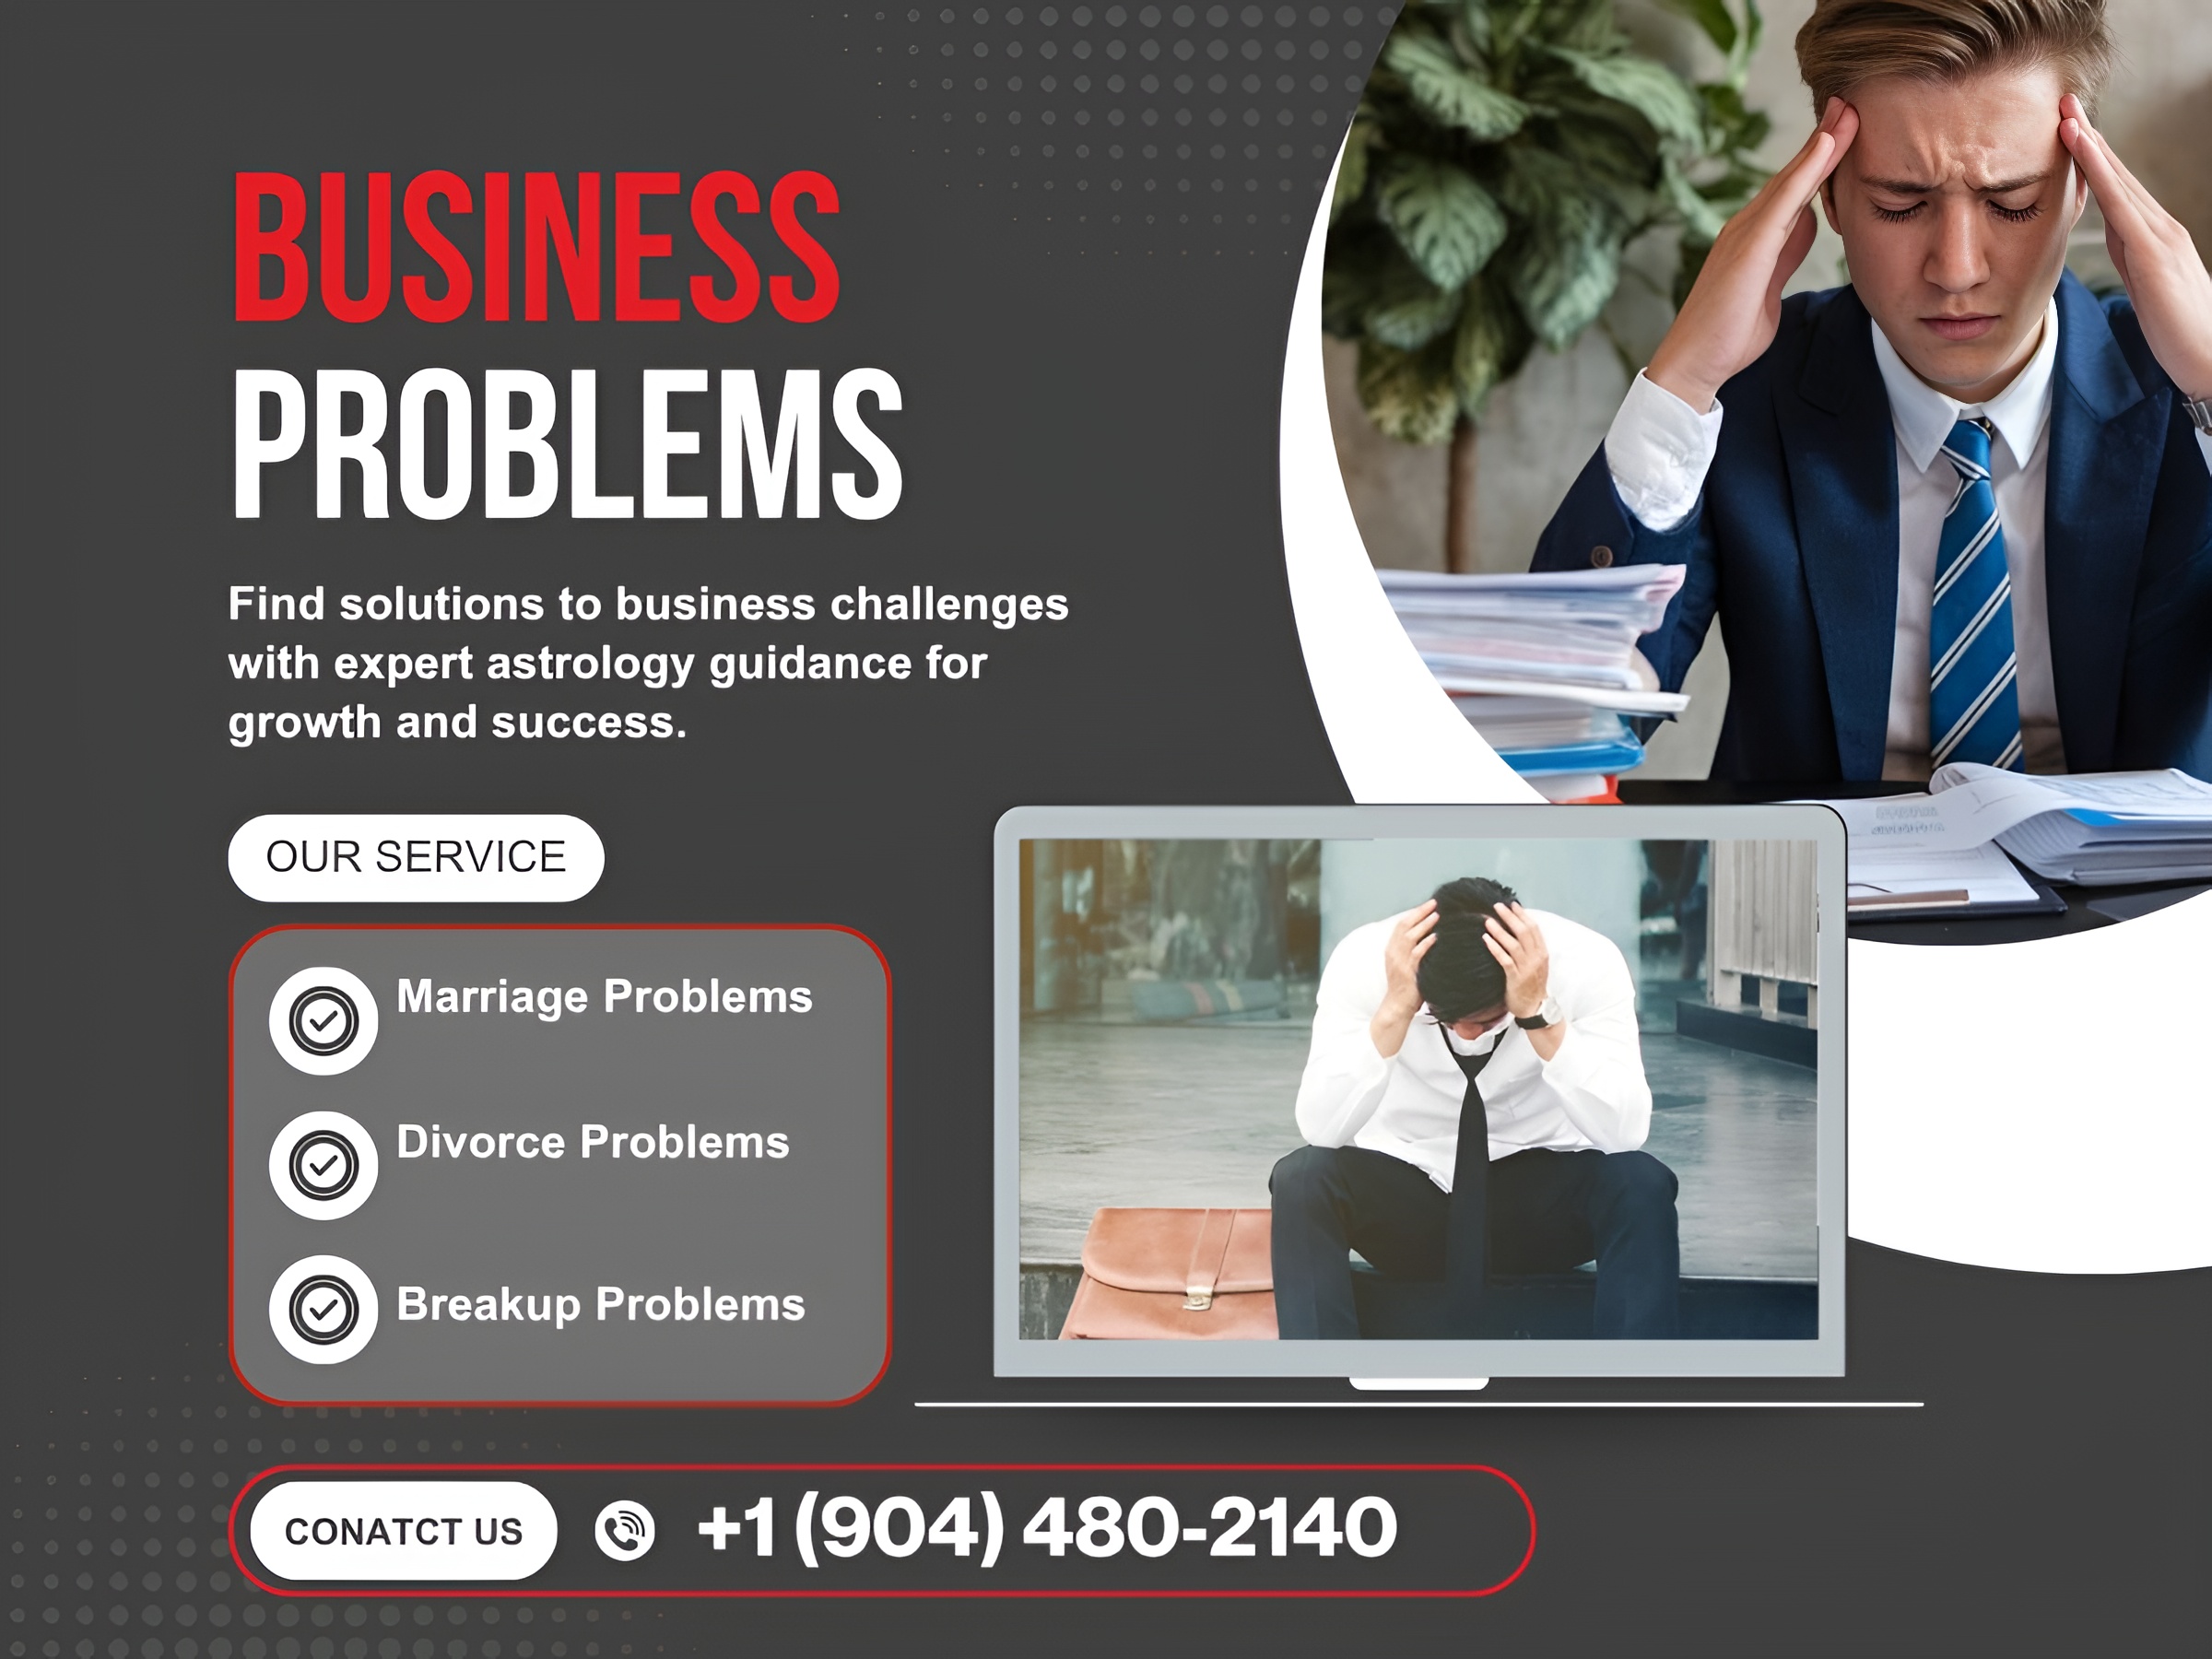 BUSINESS
PROBLEMS
Find solutions to business challenges
with expert astrology guidance for
growth and success.
OUR SERVICE
Marriage Problems
Divorce Problems
Breakup Problems
CONATCT US
+1 (904) 480-2140